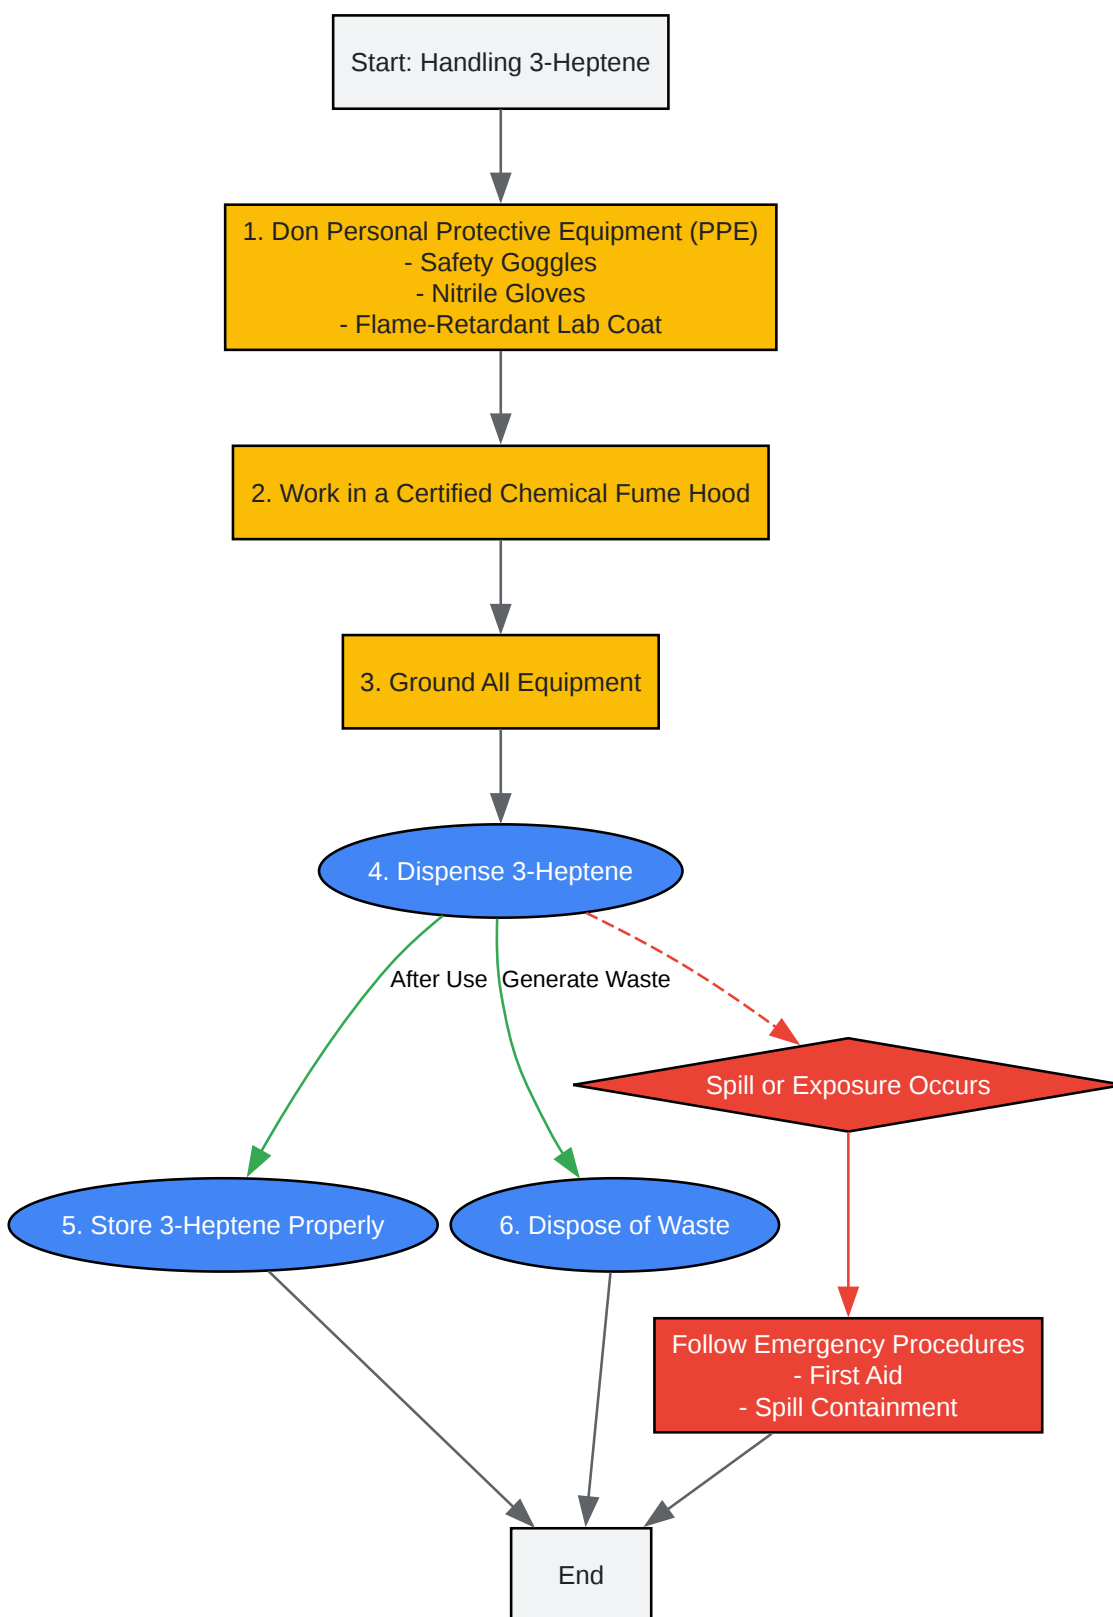 Start: Handling 3-Heptene
1. Don Personal Protective Equipment (PPE)
- Safety Goggles
- Nitrile Gloves
- Flame-Retardant Lab Coat
2. Work in a Certified Chemical Fume Hood
3. Ground All Equipment
4. Dispense 3-Heptene
After Use
Generate Waste
Spill or Exposure Occurs
5. Store 3-Heptene Properly
6. Dispose of Waste
Follow Emergency Procedures
- First Aid
- Spill Containment
End